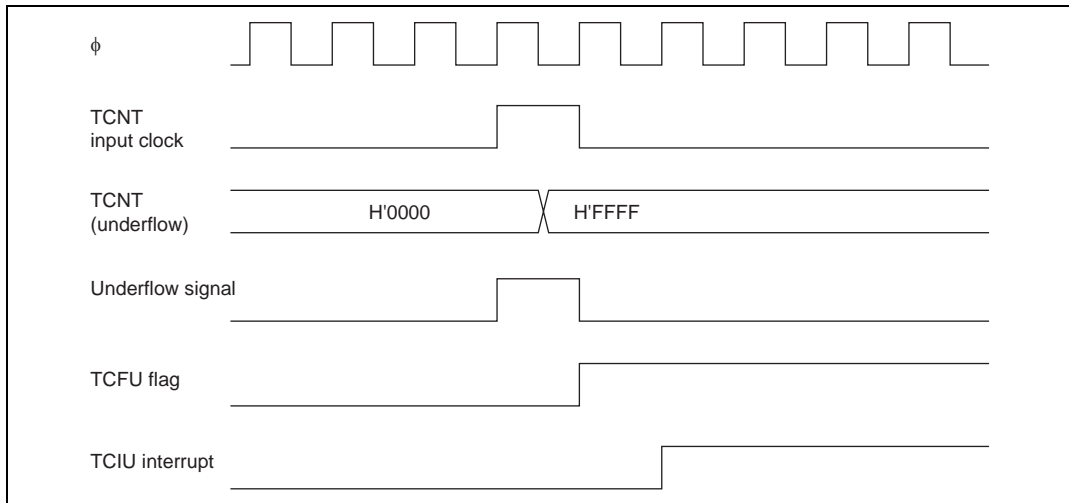 ϕ
TCNT
input clock
TCNT
(underflow)
H'0000
H'FFFF
Underflow signal
TCFU flag
TCIU interrupt